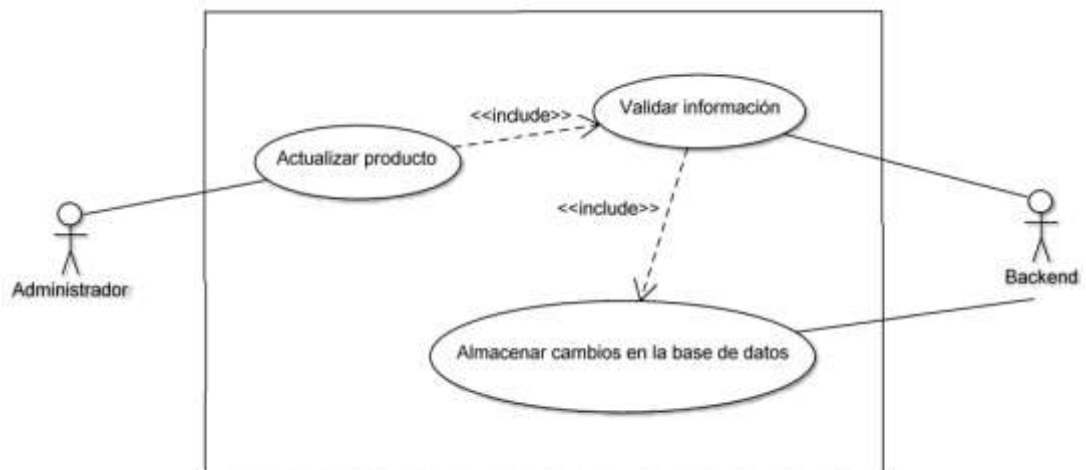 Validar información
<<include>>
Actualizar producto
<<include>>
Administrador
Backend
Almacenar cambios en la base de datos